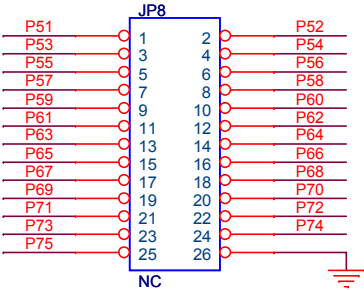 JP8
P51 1 2 P52
P53 3 4 P54
P55 5 6 P56
P57 7 8 P58
P59 9 10 P60
P61 11 12 P62
P63 13 14 P64
P65 15 16 P66
P67 17 18 P68
P69 19 20 P70
P71 21 22 P72
P73 23 24 P74
P75 25 26
NC